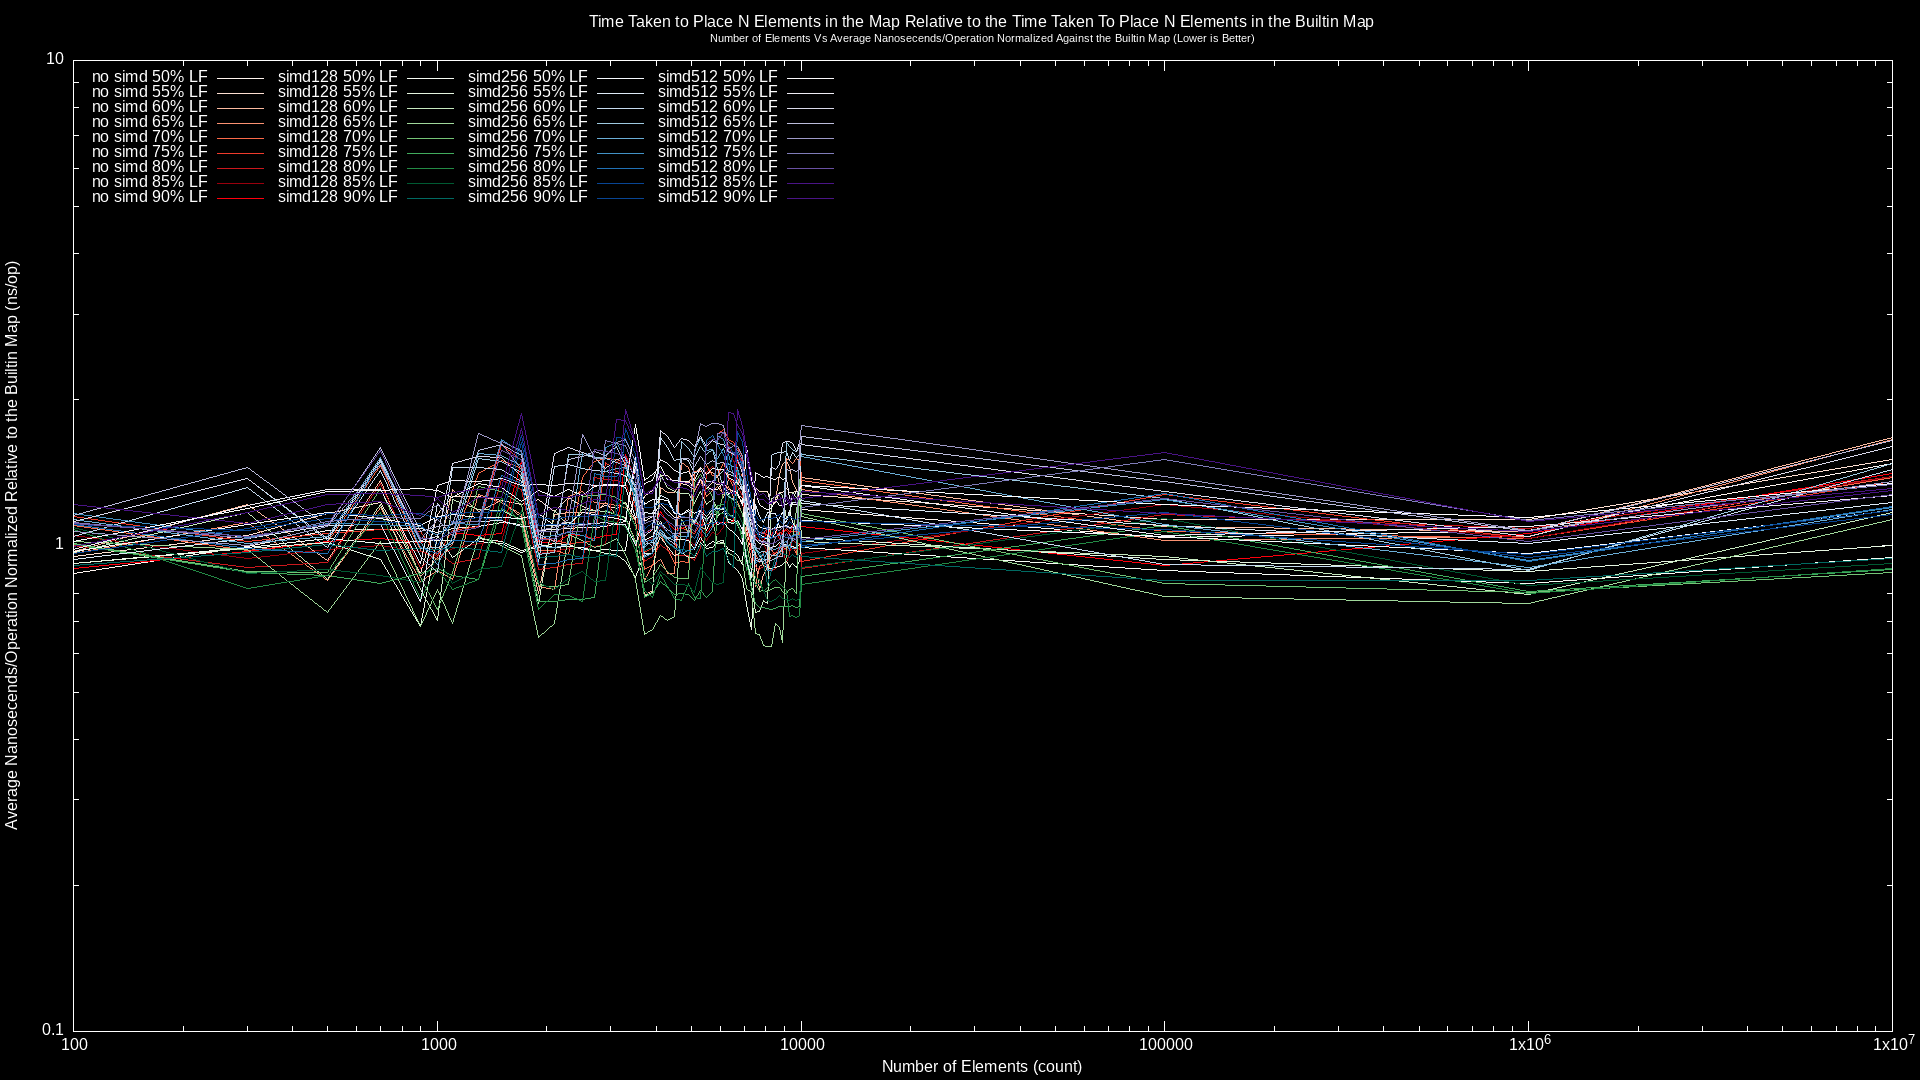 Time Taken to Place N Elements in the Map Relative to the Time Taken To Place N Elements in the Builtin Map
Number of Elements Vs Average Nanosecends/Operation Normalized Against the Builtin Map (Lower is Better)
10
no simd 50% LF simd128 50% LF simd256 50% LF simd512 50% LF
no simd 55% LF simd128 55% LF simd256 55% LF simd512 55% LF
no simd 60% LF simd128 60% LF simd256 60% LF simd512 60% LF
no simd 65% LF simd128 65% LF simd256 65% LF simd512 65% LF
no simd 70% LF simd128 70% LF simd256 70% LF simd512 70% LF
no simd 75% LF simd128 75% LF simd256 75% LF simd512 75% LF
no simd 80% LF simd128 80% LF simd256 80% LF simd512 80% LF
no simd 85% LF simd128 85% LF simd256 85% LF simd512 85% LF
no simd 90% LF simd128 90% LF simd256 90% LF simd512 90% LF
Average Nanosecends/Operation Normalized Relative to the Builtin Map (ns/op)
1
0.1
100 1000 10000 100000 1x10^6 1x10^7
Number of Elements (count)